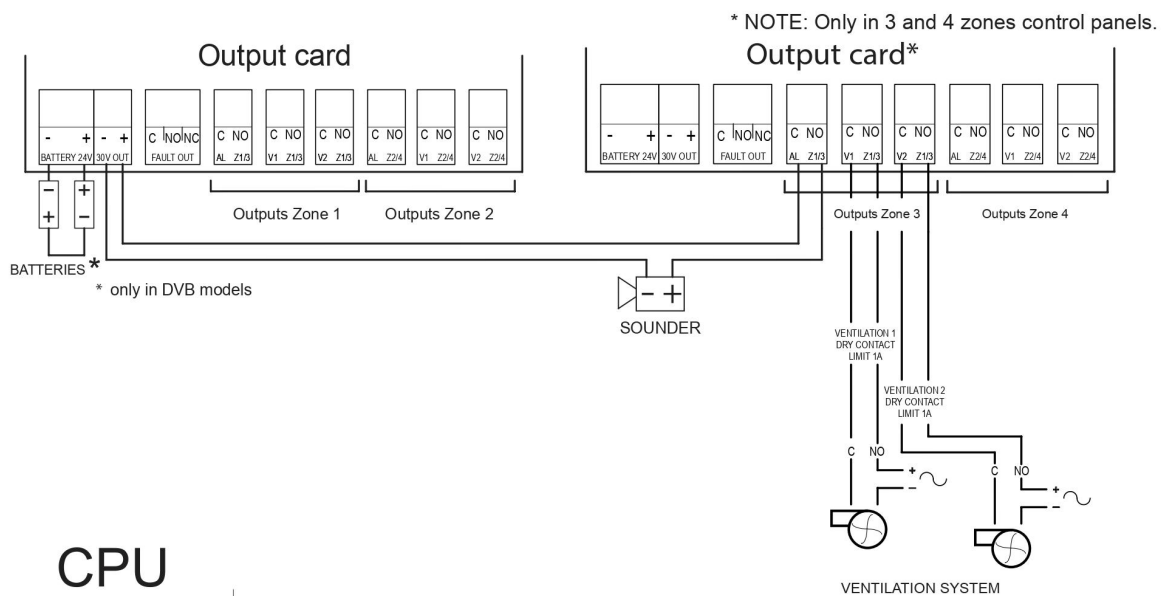 * NOTE: Only in 3 and 4 zones control panels.
Output card
Output card*
- + - +
C NO NC
C NO
C NO
C NO
C NO
C NO
C NO
BATTERY 24V
30V OUT
FAULT OUT
AL Z1/3
V1 Z1/3
V2 Z1/3
AL Z2/4
V1 Z2/4
V2 Z2/4
- + - +
C NO NC
C NO
C NO
C NO
C NO
C NO
C NO
BATTERY 24V
30V OUT
FAULT OUT
AL Z1/3
V1 Z1/3
V2 Z1/3
AL Z2/4
V1 Z2/4
V2 Z2/4
- +
+ -
Outputs Zone 1
Outputs Zone 2
Outputs Zone 3
Outputs Zone 4
BATTERIES *
* only in DVB models
- +
SOUNDER
VENTILATION 1
DRY CONTACT
LIMIT 1A
VENTILATION 2
DRY CONTACT
LIMIT 1A
C NO
+
-
C NO
+
-
CPU
VENTILATION SYSTEM